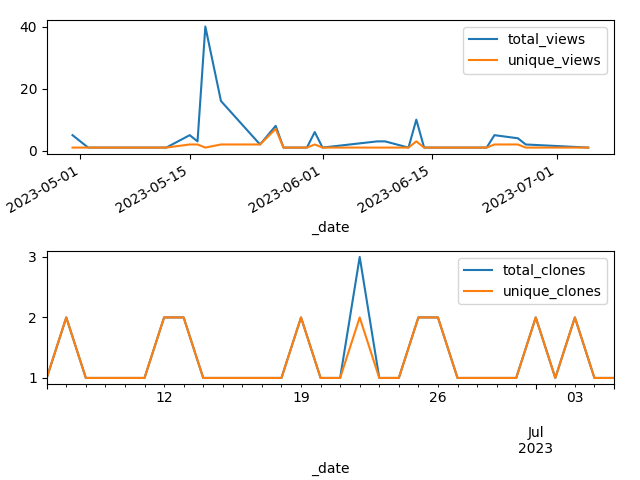 40
20
0
total_views
unique_views
2023-05-01
2023-05-15
2023-06-01
2023-06-15
2023-07-01
_date
3
2
1
total_clones
unique_clones
12
19
26
03
Jul
2023
_date